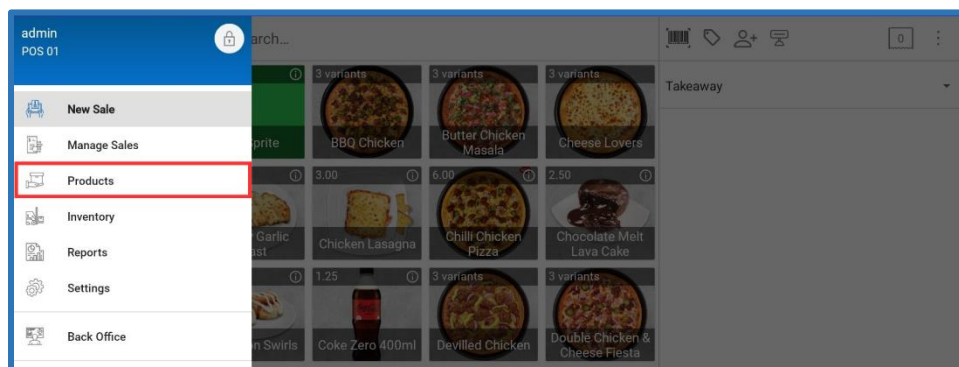 admin
POS 01
arch...
0
Takeaway
New Sale
Manage Sales
Products
Inventory
Reports
Settings
Back Office
prite
3 variants
BBQ Chicken
3 variants
Butter Chicken
Masala
3 variants
Cheese Lovers
Garlic
ast
3.00
Chicken Lasagna
6.00
Chilli Chicken
Pizza
2.50
Chocolate Melt
Lava Cake
n Swirls
1.25
Coke Zero 400ml
3 variants
Devilled Chicken
3 variants
Double Chicken &
Cheese Fiesta